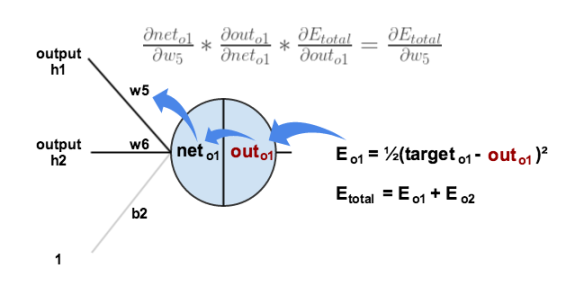 ∂net_o1/∂w5 * ∂out_o1/∂net_o1 * ∂E_total/∂out_o1 = ∂E_total/∂w5
output
h1
w5
output
h2
w6
net o1
out o1
E o1 = ½(target o1 - out o1)²
E total = E o1 + E o2
b2
1